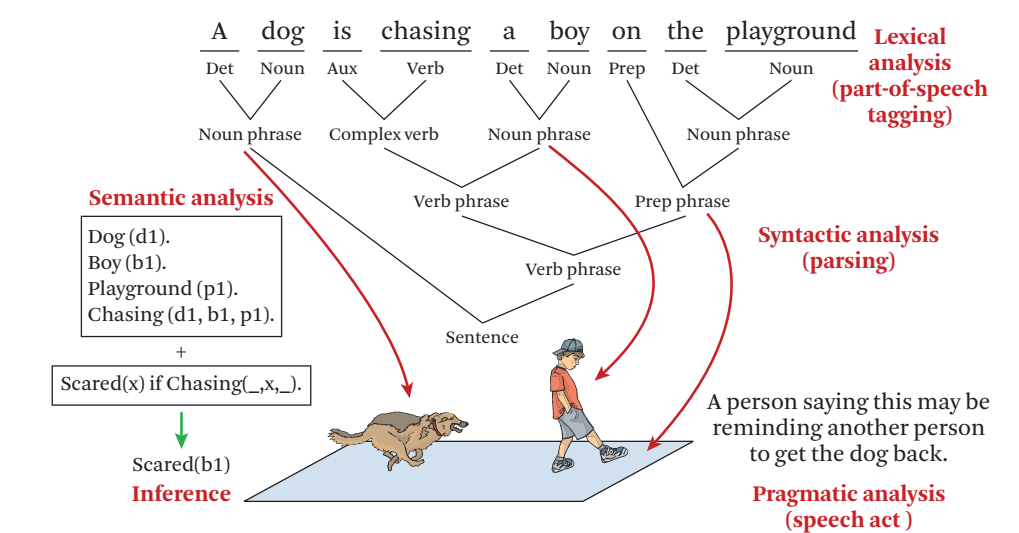 A dog is chasing a boy on the playground
Det Noun Aux Verb Det Noun Prep Det Noun
Lexical
analysis
(part-of-speech
tagging)
Noun phrase Complex verb Noun phrase Noun phrase
Verb phrase Prep phrase
Semantic analysis
Dog (d1).
Boy (b1).
Playground (p1).
Chasing (d1, b1, p1).
+
Scared(x) if Chasing(_,x,_).
Scared(b1)
Inference
Syntactic analysis
(parsing)
Verb phrase
Sentence
A person saying this may be
reminding another person
to get the dog back.
Pragmatic analysis
(speech act )